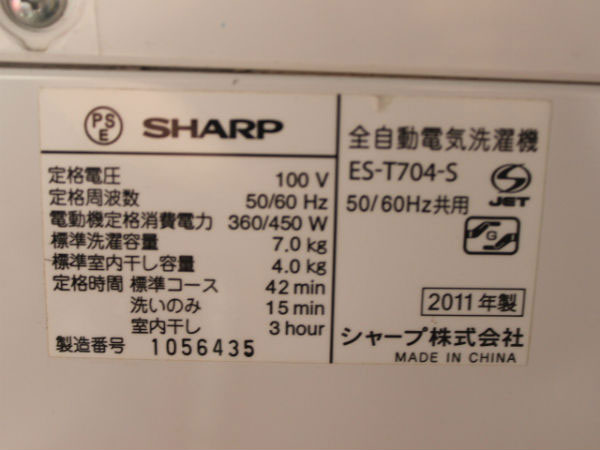 PS
E
SHARP
定格電圧 100 V
定格周波数 50/60 Hz
電動機定格消費電力 360/450 W
標準洗濯容量 7.0 kg
標準室内干し容量 4.0 kg
定格時間 標準コース 42 min
洗いのみ 15 min
室内干し 3 hour
製造番号 1056435
全自動電気洗濯機
ES-T704-S
50/60Hz共用
JET
G
2011年製
シャープ株式会社
MADE IN CHINA